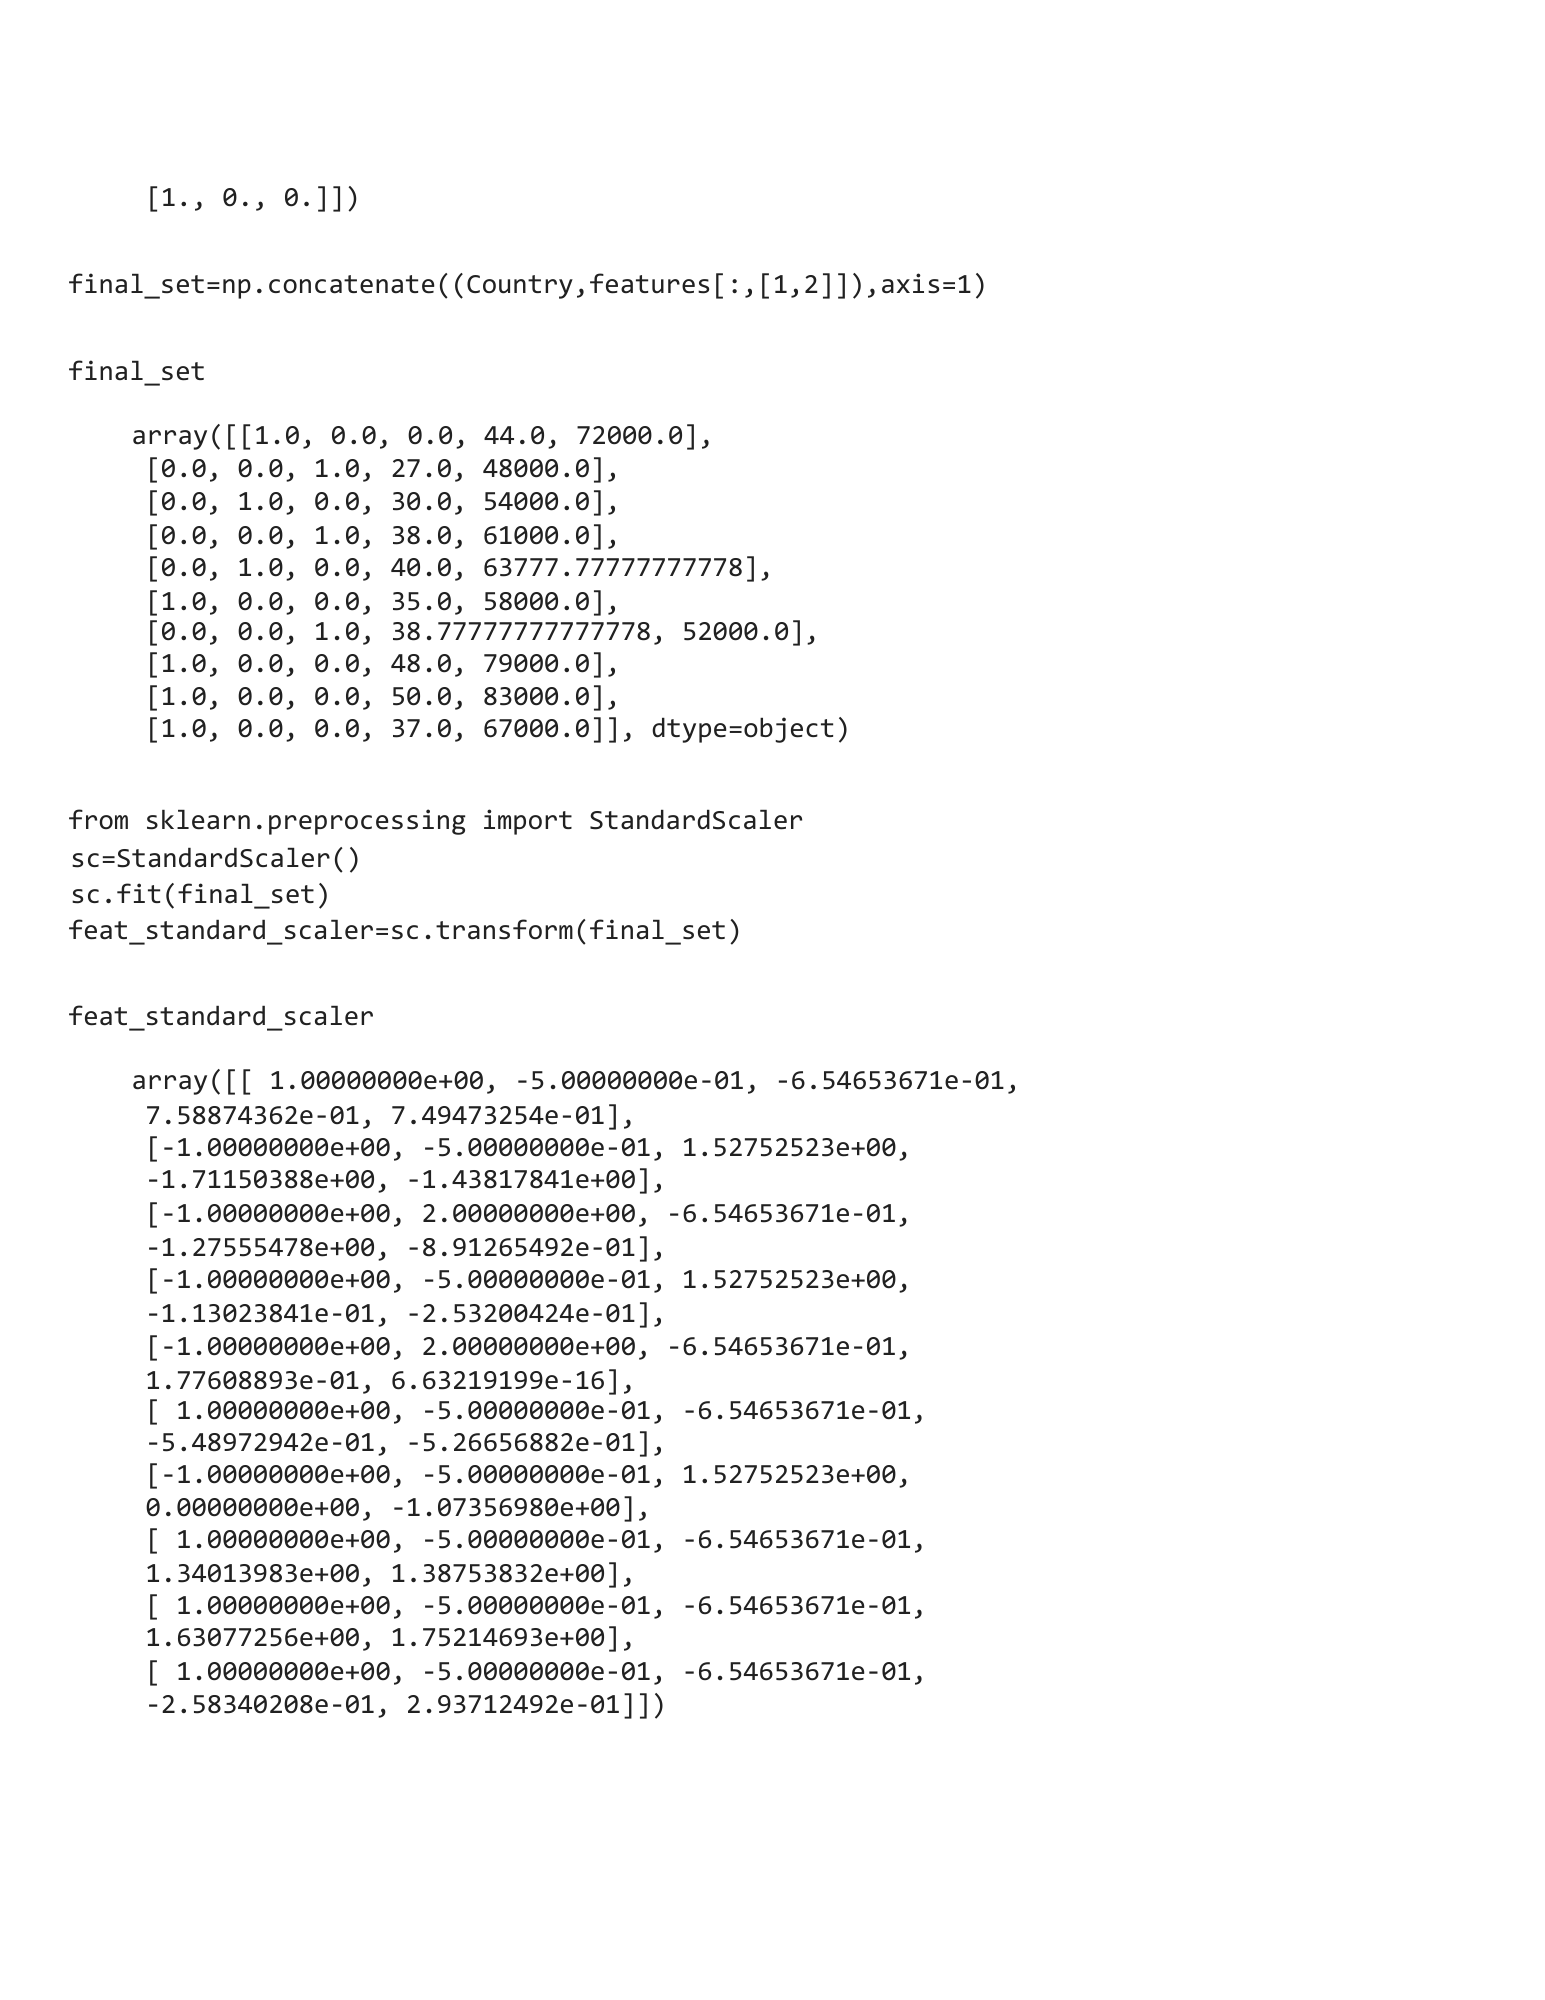 [1., 0., 0.]])
final_set=np.concatenate((Country,features[:,[1,2]]),axis=1)
final_set
array([[1.0, 0.0, 0.0, 44.0, 72000.0],
[0.0, 0.0, 1.0, 27.0, 48000.0],
[0.0, 1.0, 0.0, 30.0, 54000.0],
[0.0, 0.0, 1.0, 38.0, 61000.0],
[0.0, 1.0, 0.0, 40.0, 63777.77777777778],
[1.0, 0.0, 0.0, 35.0, 58000.0],
[0.0, 0.0, 1.0, 38.77777777777778, 52000.0],
[1.0, 0.0, 0.0, 48.0, 79000.0],
[1.0, 0.0, 0.0, 50.0, 83000.0],
[1.0, 0.0, 0.0, 37.0, 67000.0]], dtype=object)
from sklearn.preprocessing import StandardScaler
sc=StandardScaler()
sc.fit(final_set)
feat_standard_scaler=sc.transform(final_set)
feat_standard_scaler
array([[ 1.00000000e+00, -5.00000000e-01, -6.54653671e-01,
7.58874362e-01, 7.49473254e-01],
[-1.00000000e+00, -5.00000000e-01, 1.52752523e+00,
-1.71150388e+00, -1.43817841e+00],
[-1.00000000e+00, 2.00000000e+00, -6.54653671e-01,
-1.27555478e+00, -8.91265492e-01],
[-1.00000000e+00, -5.00000000e-01, 1.52752523e+00,
-1.13023841e-01, -2.53200424e-01],
[-1.00000000e+00, 2.00000000e+00, -6.54653671e-01,
1.77608893e-01, 6.63219199e-16],
[ 1.00000000e+00, -5.00000000e-01, -6.54653671e-01,
-5.48972942e-01, -5.26656882e-01],
[-1.00000000e+00, -5.00000000e-01, 1.52752523e+00,
0.00000000e+00, -1.07356980e+00],
[ 1.00000000e+00, -5.00000000e-01, -6.54653671e-01,
1.34013983e+00, 1.38753832e+00],
[ 1.00000000e+00, -5.00000000e-01, -6.54653671e-01,
1.63077256e+00, 1.75214693e+00],
[ 1.00000000e+00, -5.00000000e-01, -6.54653671e-01,
-2.58340208e-01, 2.93712492e-01]])